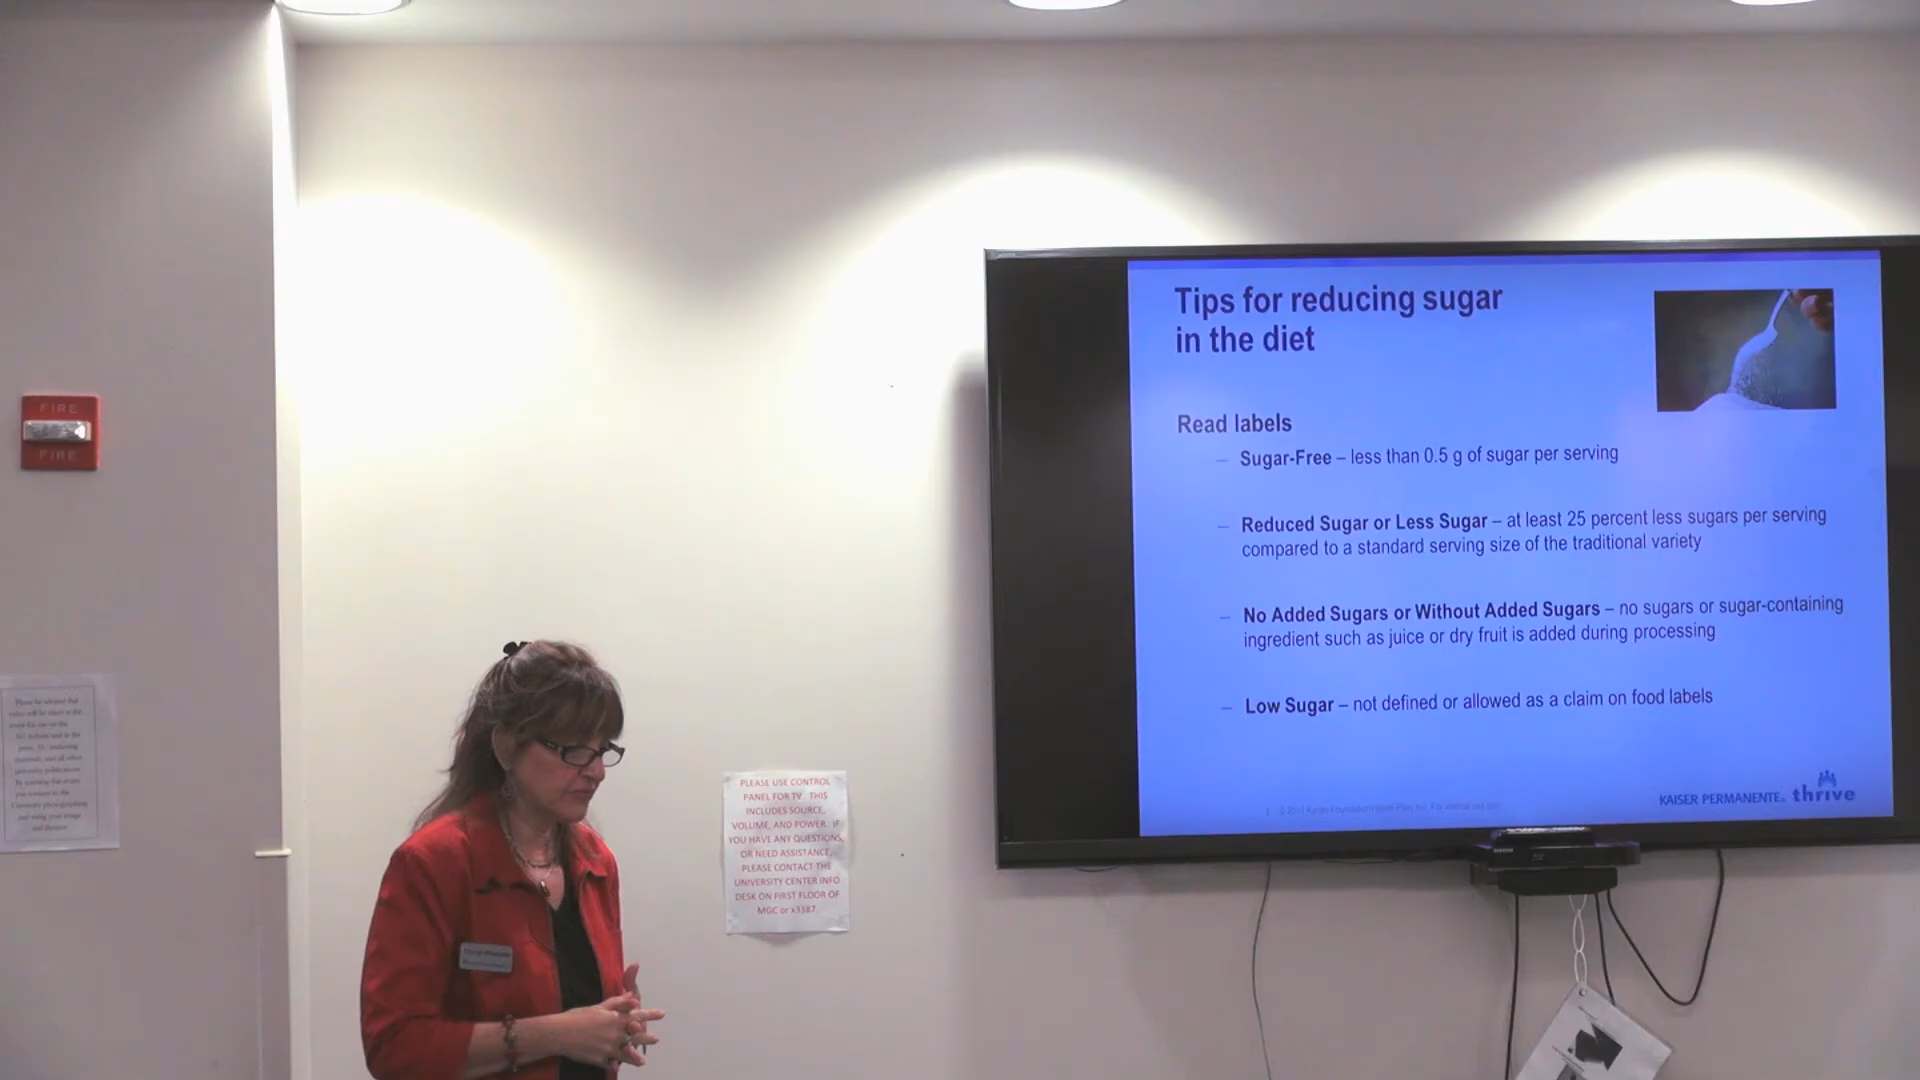 FIRE
FIRE
Please be advised that
PLEASE USE CONTROL
PANEL FOR TV. THIS
INCLUDES SOURCE,
VOLUME, AND POWER. IF
YOU HAVE ANY QUESTIONS,
OR NEED ASSISTANCE,
PLEASE CONTACT THE
UNIVERSITY CENTER INFO
DESK ON FIRST FLOOR OF
MGC or x3387
Tips for reducing sugar
in the diet
Read labels
– Sugar-Free – less than 0.5 g of sugar per serving
– Reduced Sugar or Less Sugar – at least 25 percent less sugars per serving
compared to a standard serving size of the traditional variety
– No Added Sugars or Without Added Sugars – no sugars or sugar-containing
ingredient such as juice or dry fruit is added during processing
– Low Sugar – not defined or allowed as a claim on food labels
KAISER PERMANENTE. thrive
SAMSUNG